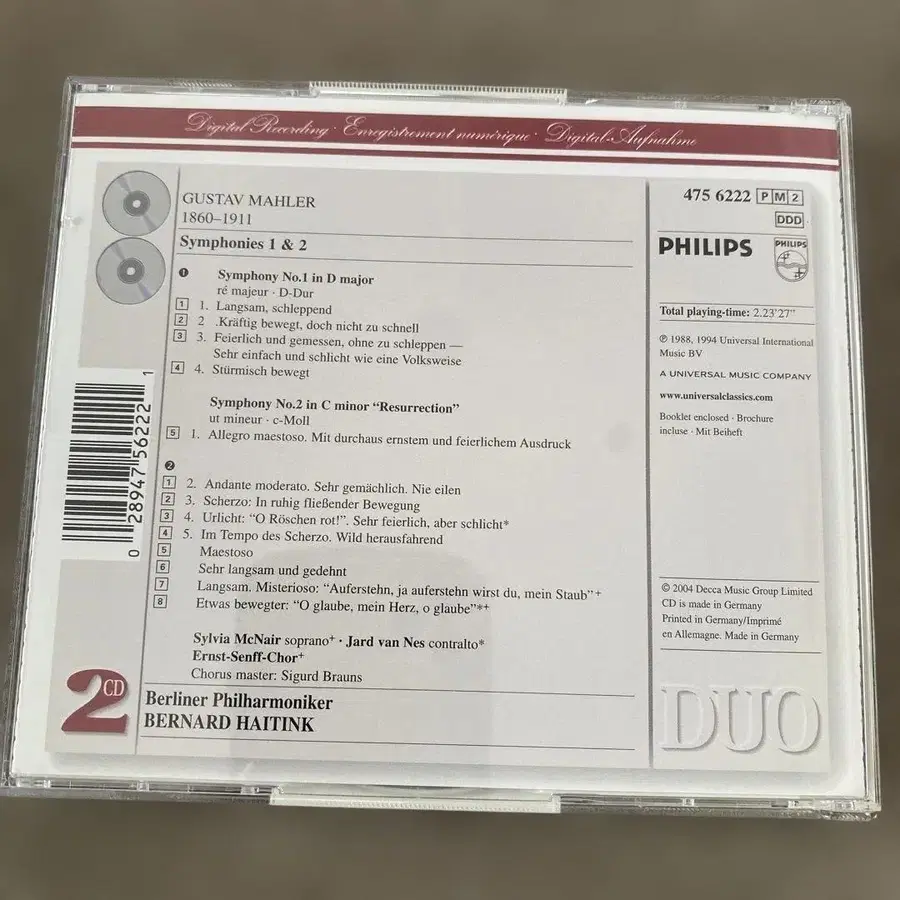 Digital Recording · Enregistrement numérique · Digital-Aufnahme
GUSTAV MAHLER
1860–1911
Symphonies 1 & 2
❶ Symphony No.1 in D major
ré majeur · D-Dur
1 1. Langsam, schleppend
2 2 .Kräftig bewegt, doch nicht zu schnell
3 3. Feierlich und gemessen, ohne zu schleppen —
Sehr einfach und schlicht wie eine Volksweise
4 4. Stürmisch bewegt
Symphony No.2 in C minor “Resurrection”
ut mineur · c-Moll
5 1. Allegro maestoso. Mit durchaus ernstem und feierlichem Ausdruck
❷
1 2. Andante moderato. Sehr gemächlich. Nie eilen
2 3. Scherzo: In ruhig fließender Bewegung
3 4. Urlicht: “O Röschen rot!”. Sehr feierlich, aber schlicht*
4 5. Im Tempo des Scherzo. Wild herausfahrend
5 Maestoso
6 Sehr langsam und gedehnt
7 Langsam. Misterioso: “Auferstehn, ja auferstehn wirst du, mein Staub”⁺
8 Etwas bewegter: “O glaube, mein Herz, o glaube”*⁺
Sylvia McNair soprano⁺ · Jard van Nes contralto*
Ernst-Senff-Chor⁺
Chorus master: Sigurd Brauns
Berliner Philharmoniker
BERNARD HAITINK
2CD
0 28947 56222 1
475 6222 PM2
DDD
PHILIPS
PHILIPS
Total playing-time: 2.23'27"
℗ 1988, 1994 Universal International
Music BV
A UNIVERSAL MUSIC COMPANY
www.universalclassics.com
Booklet enclosed · Brochure
incluse · Mit Beiheft
© 2004 Decca Music Group Limited
CD is made in Germany
Printed in Germany/Imprimé
en Allemagne. Made in Germany
DUO